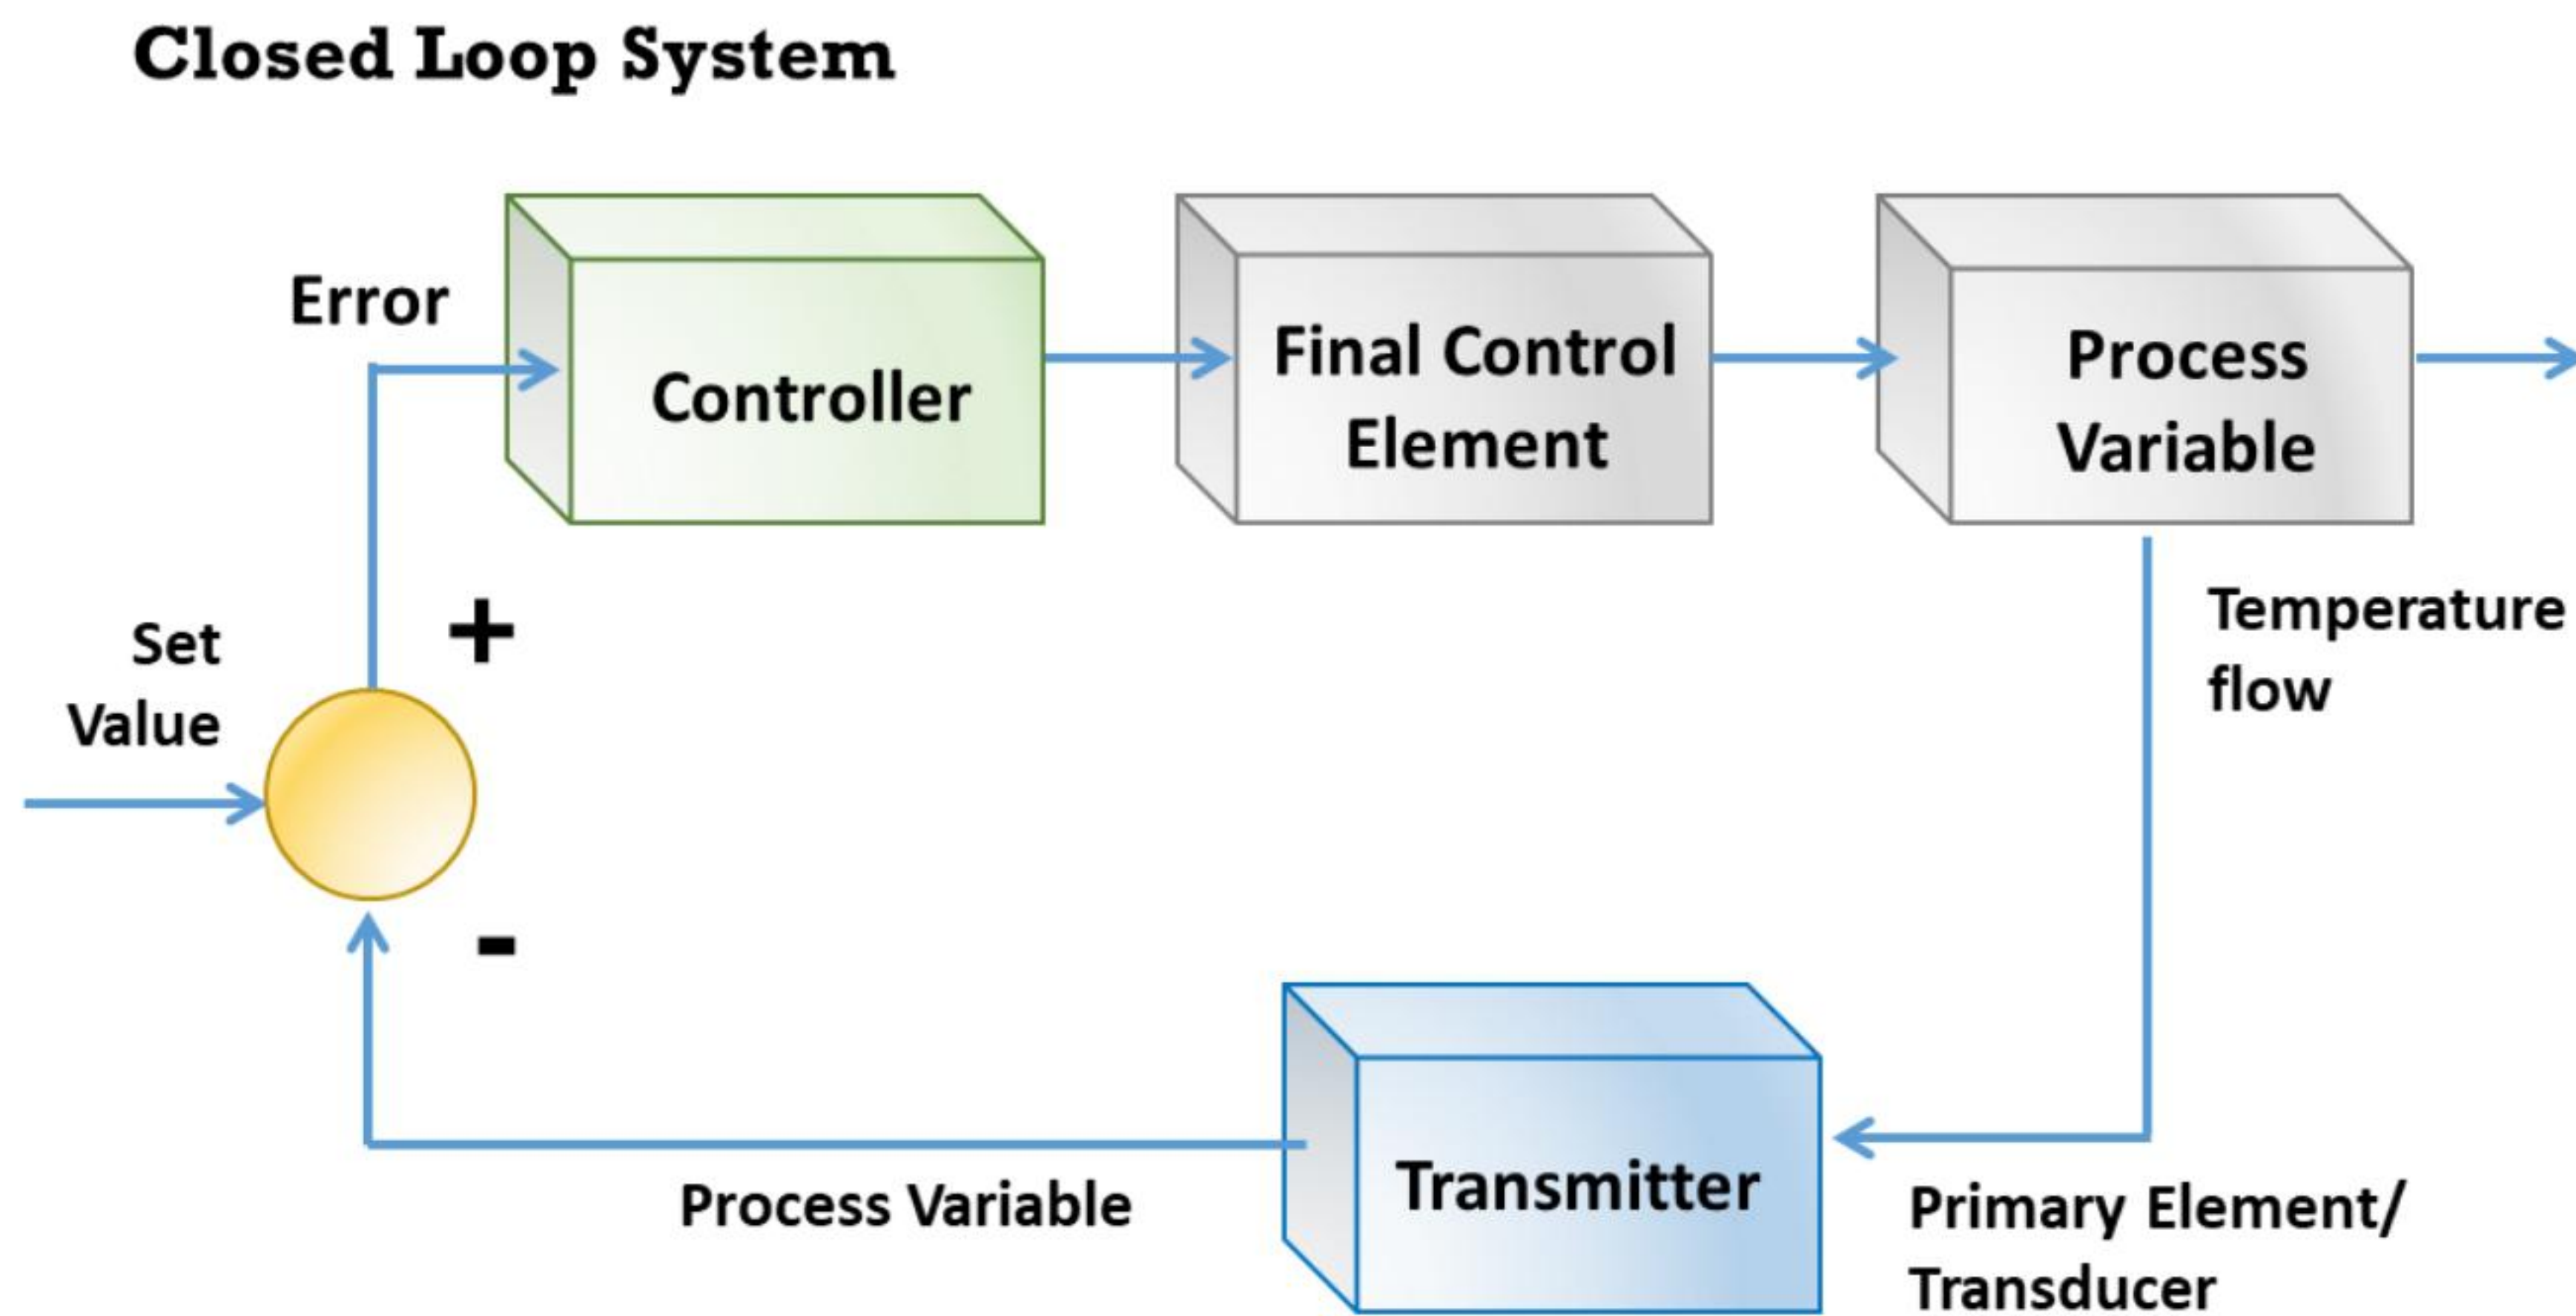 Closed Loop System
Error
Controller
Final Control
Element
Process
Variable
Set
Value
+
-
Temperature
flow
Transmitter
Process Variable
Primary Element/
Transducer